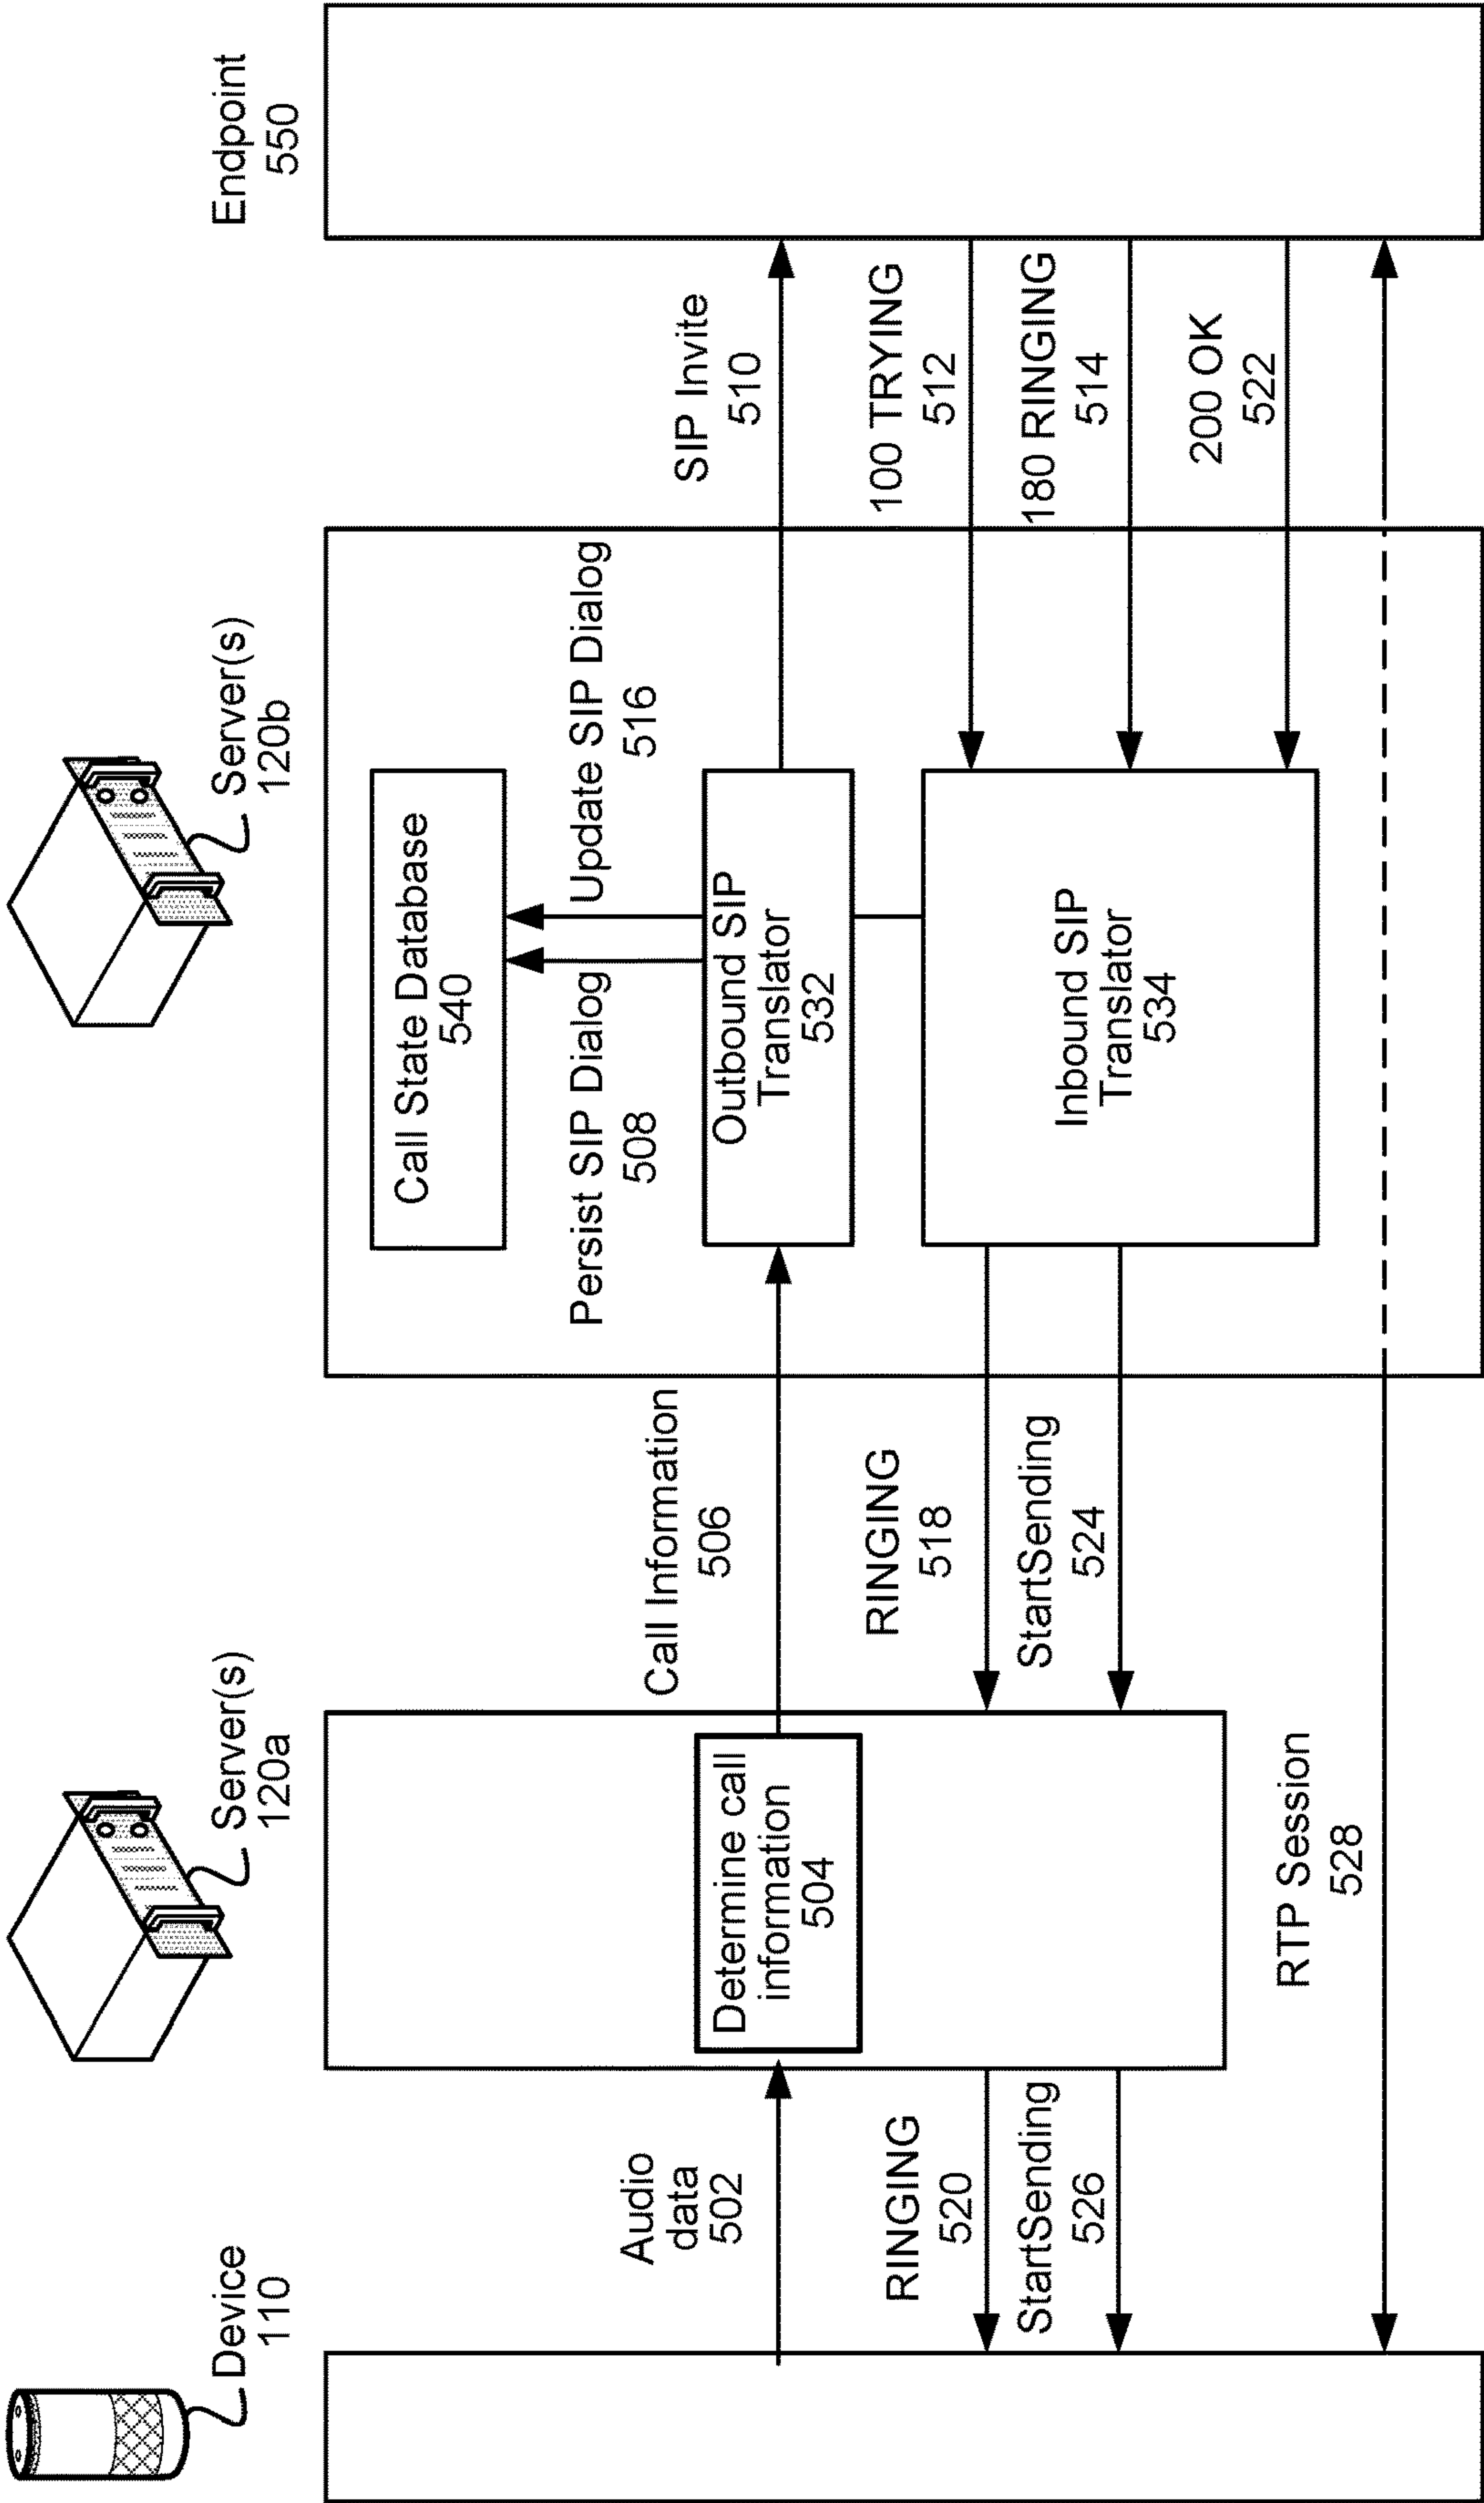 Device
110
Server(s)
120a
Server(s)
120b
Endpoint
550
Audio
data
502
Determine call
information
504
Call Information
506
Call State Database
540
Persist SIP Dialog
508
Update SIP Dialog
516
Outbound SIP
Translator
532
SIP Invite
510
100 TRYING
512
180 RINGING
514
200 OK
522
Inbound SIP
Translator
534
RINGING
518
StartSending
524
RINGING
520
StartSending
526
RTP Session
528